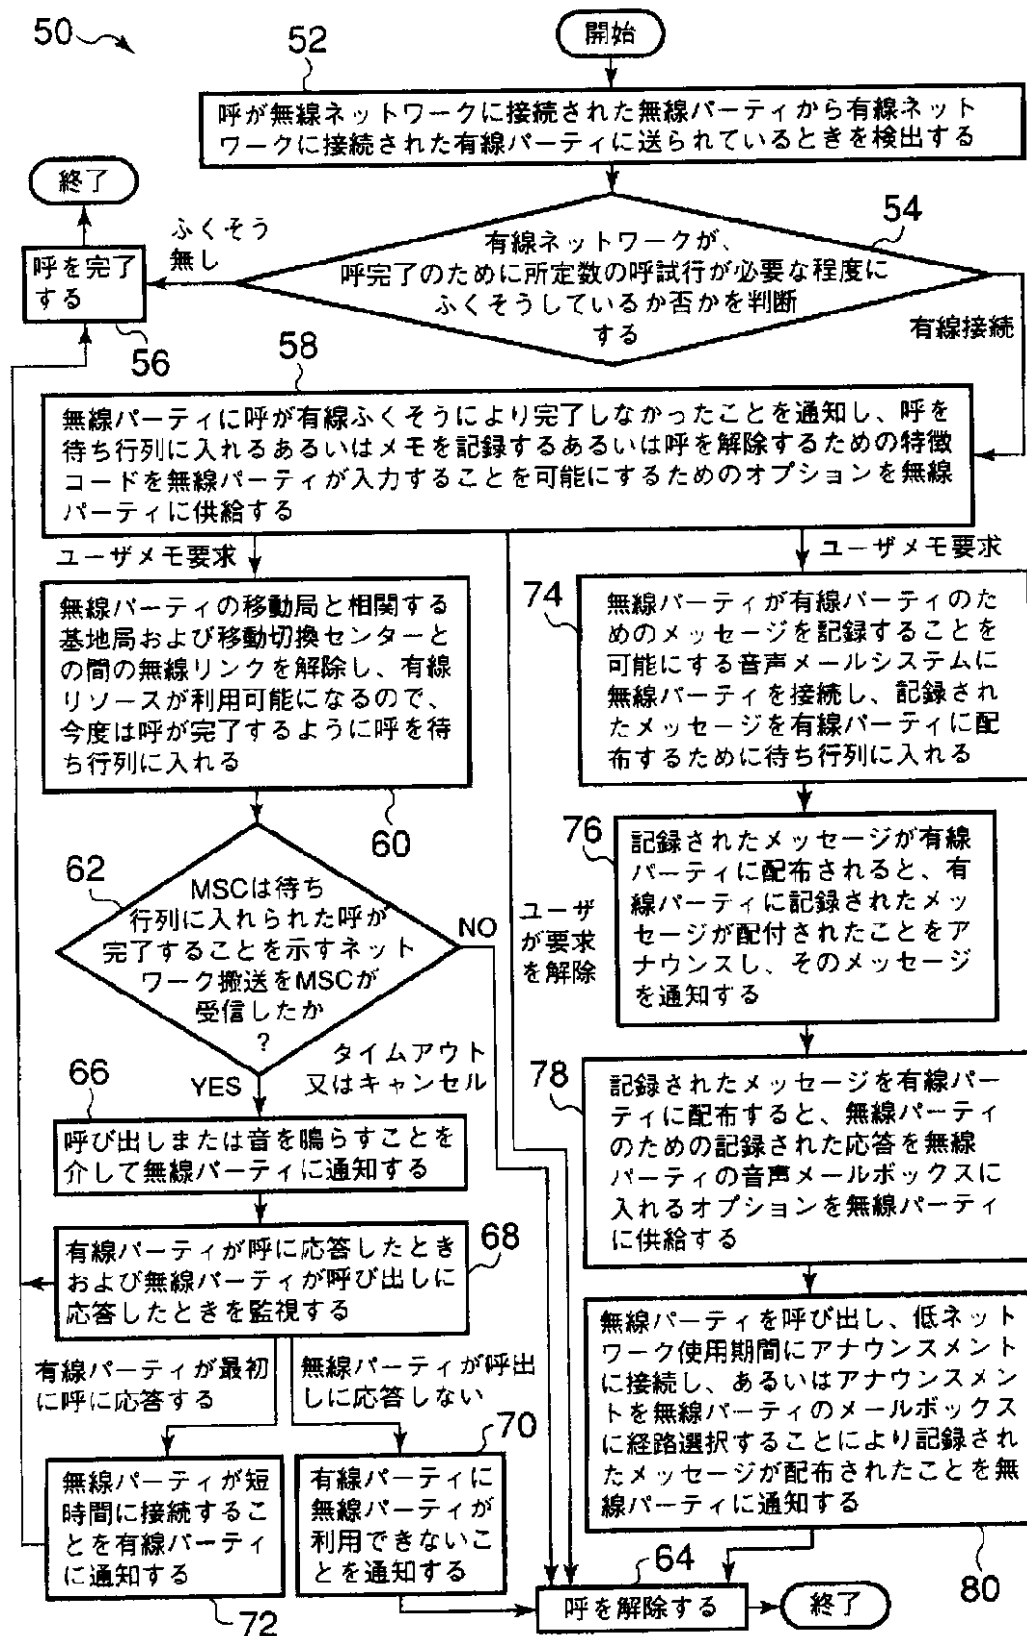 50
開始
52
呼が無線ネットワークに接続された無線パーティから有線ネット
ワークに接続された有線パーティに送られているときを検出する
終了
ふくそう
無し
54
有線ネットワークが、
呼完了のために所定数の呼試行が必要な程度に
ふくそうしているか否かを判断
する
呼を完了
する
56
有線接続
58
無線パーティに呼が有線ふくそうにより完了しなかったことを通知し、呼を
待ち行列に入れるあるいはメモを記録するあるいは呼を解除するための特徴
コードを無線パーティが入力することを可能にするためのオプションを無線
パーティに供給する
ユーザメモ要求
ユーザメモ要求
無線パーティの移動局と相関する
基地局および移動切換センターと
の間の無線リンクを解除し、有線
リソースが利用可能になるので、
今度は呼が完了するように呼を待
ち行列に入れる
60
74
無線パーティが有線パーティのた
めのメッセージを記録することを
可能にする音声メールシステムに
無線パーティを接続し、記録され
たメッセージを有線パーティに配
布するために待ち行列に入れる
62
MSCは待ち
行列に入れられた呼が
完了することを示すネット
ワーク搬送をMSCが
受信したか
?
NO
ユーザ
が要求
を解除
76
記録されたメッセージが有線
パーティに配布されると、有
線パーティに記録されたメッ
セージが配付されたことをア
ナウンスし、そのメッセージ
を通知する
YES
タイムアウト
又はキャンセル
66
呼び出しまたは音を鳴らすことを
介して無線パーティに通知する
78
記録されたメッセージを有線パー
ティに配布すると、無線パーティ
のための記録された応答を無線
パーティの音声メールボックスに
入れるオプションを無線パーティ
に供給する
有線パーティが呼に応答したとき
および無線パーティが呼び出しに
応答したときを監視する
68
有線パーティが最初
に呼に応答する
無線パーティが呼出
しに応答しない
無線パーティを呼び出し、低ネット
ワーク使用期間にアナウンスメント
に接続し、あるいはアナウンスメン
トを無線パーティのメールボックス
に経路選択することにより記録され
たメッセージが配布されたことを無
線パーティに通知する
80
70
無線パーティが短
時間に接続するこ
とを有線パーティ
に通知する
72
有線パーティに
無線パーティが
利用できないこ
とを通知する
64
呼を解除する
終了